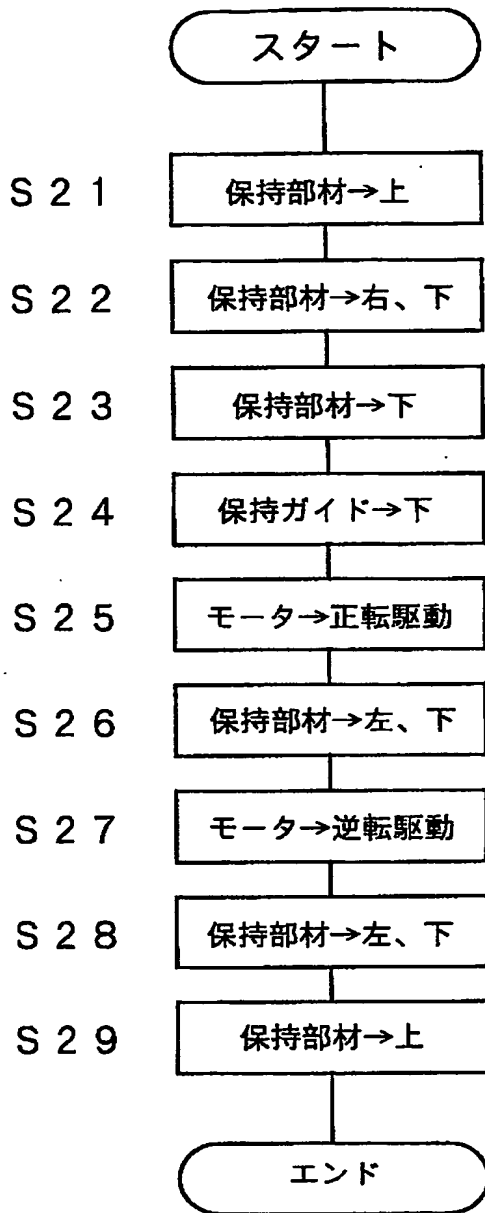 スタート
S21 保持部材→上
S22 保持部材→右、下
S23 保持部材→下
S24 保持ガイド→下
S25 モータ→正転駆動
S26 保持部材→左、下
S27 モータ→逆転駆動
S28 保持部材→左、下
S29 保持部材→上
エンド